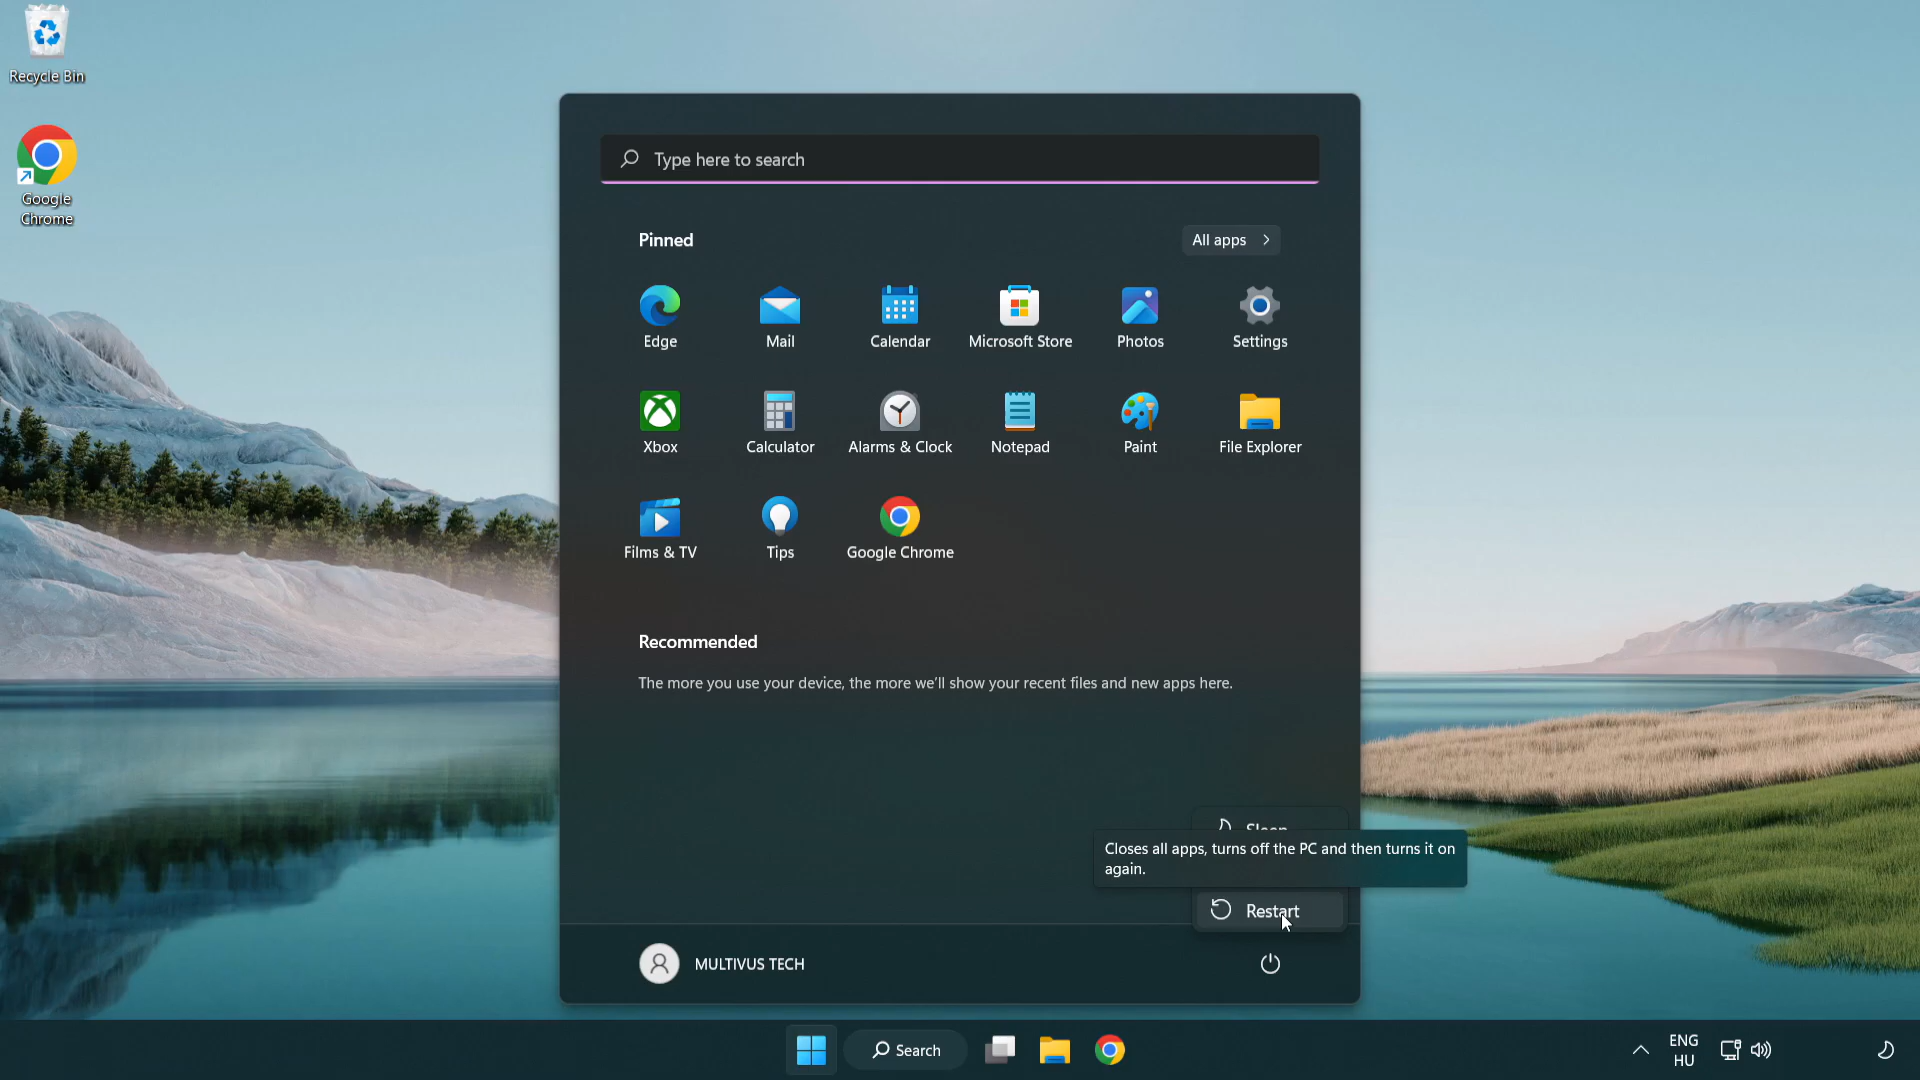 Recycle Bin
Google
Chrome
Type here to search
Pinned
All apps
Edge
Mail
Calendar
Microsoft Store
Photos
Settings
Xbox
Calculator
Alarms & Clock
Notepad
Paint
File Explorer
Films & TV
Tips
Google Chrome
Recommended
The more you use your device, the more we'll show your recent files and new apps here.
Sleep
Closes all apps, turns off the PC and then turns it on
again.
Restart
MULTIVUS TECH
Search
ENG
HU